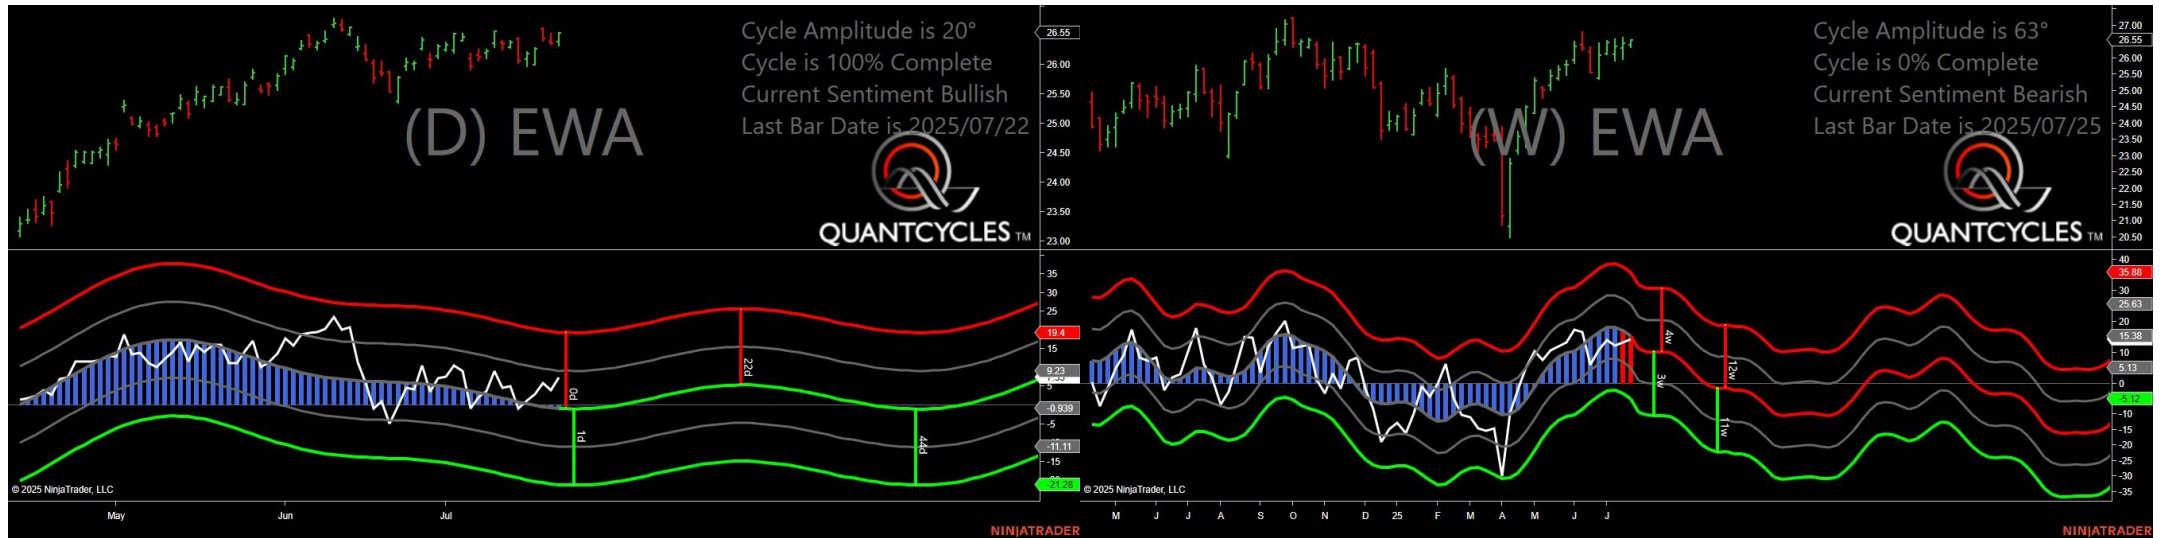 Cycle Amplitude is 20°
Cycle is 100% Complete
Current Sentiment Bullish
Last Bar Date is 2025/07/22
(D) EWA
QUANTCYCLES TM
26.55
26.00
25.50
25.00
24.50
24.00
23.50
23.00
35
30
25
19.4
15
9.23
5
-0.939
-5
-11.11
-15
-21.28
0d
1d
22d
44d
© 2025 NinjaTrader, LLC
May
Jun
Jul
NINJATRADER
Cycle Amplitude is 63°
Cycle is 0% Complete
Current Sentiment Bearish
Last Bar Date is 2025/07/25
(W) EWA
QUANTCYCLES TM
27.00
26.55
26.00
25.50
25.00
24.50
24.00
23.50
23.00
22.50
22.00
21.50
21.00
20.50
40
35.88
30
25.63
20
15.38
10
5.13
0
-5.12
-10
-15
-20
-25
-30
-35
4w
3w
12w
11w
© 2025 NinjaTrader, LLC
M
J
J
A
S
O
N
D
25
F
M
A
M
J
J
NINJATRADER